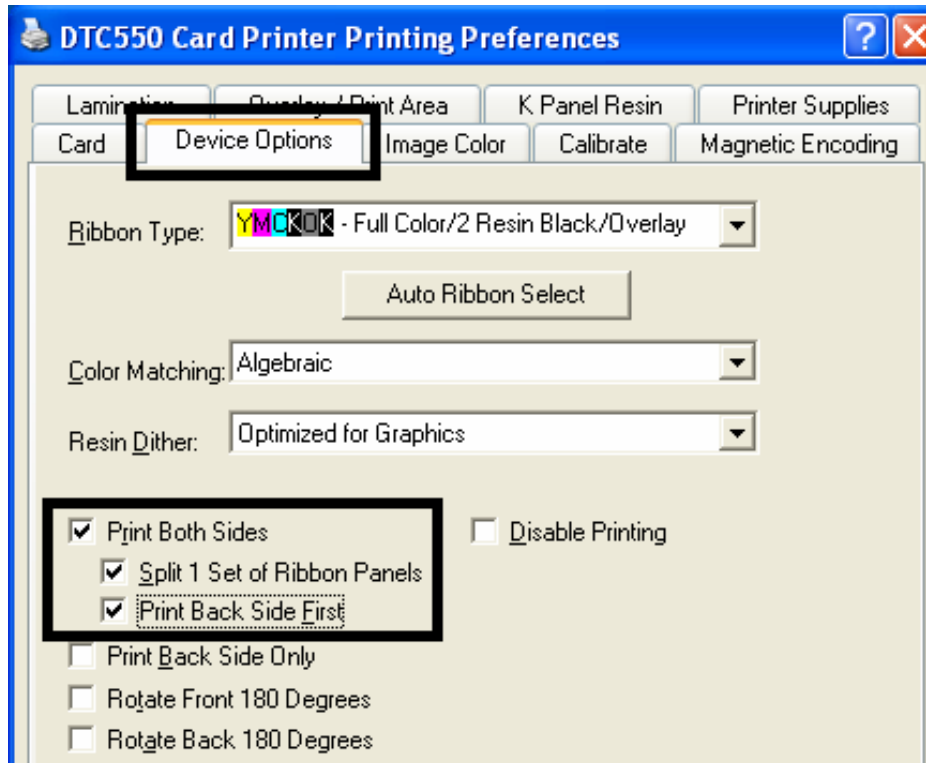 DTC550 Card Printer Printing Preferences
Lamination Overlay / Print Area K Panel Resin Printer Supplies
Card Device Options Image Color Calibrate Magnetic Encoding
Ribbon Type: YMCKOK - Full Color/2 Resin Black/Overlay
Auto Ribbon Select
Color Matching: Algebraic
Resin Dither: Optimized for Graphics
Print Both Sides Disable Printing
Split 1 Set of Ribbon Panels
Print Back Side First
Print Back Side Only
Rotate Front 180 Degrees
Rotate Back 180 Degrees